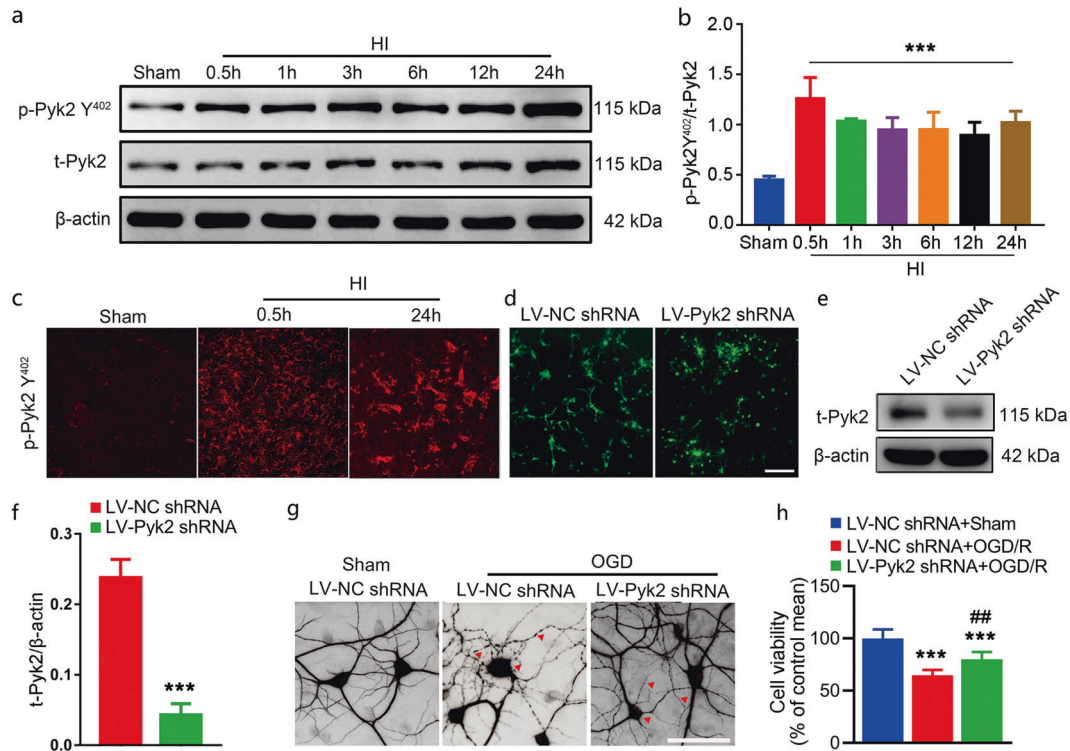 a
HI
Sham 0.5h 1h 3h 6h 12h 24h
p-Pyk2 Y⁴⁰² 115 kDa
t-Pyk2 115 kDa
β-actin 42 kDa
b
p-Pyk2Y⁴⁰²/t-Pyk2
2.0
1.5
1.0
0.5
0.0
***
Sham 0.5h 1h 3h 6h 12h 24h
HI
c
HI
Sham 0.5h 24h
p-Pyk2 Y⁴⁰²
d
LV-NC shRNA LV-Pyk2 shRNA
e
LV-NC shRNA
LV-Pyk2 shRNA
t-Pyk2 115 kDa
β-actin 42 kDa
f
LV-NC shRNA
LV-Pyk2 shRNA
t-Pyk2/β-actin
0.3
0.2
0.1
0.0
***
g
Sham OGD
LV-NC shRNA LV-NC shRNA LV-Pyk2 shRNA
h
LV-NC shRNA+Sham
LV-NC shRNA+OGD/R
LV-Pyk2 shRNA+OGD/R
Cell viability
(% of control mean)
150
100
50
0
***
##
***